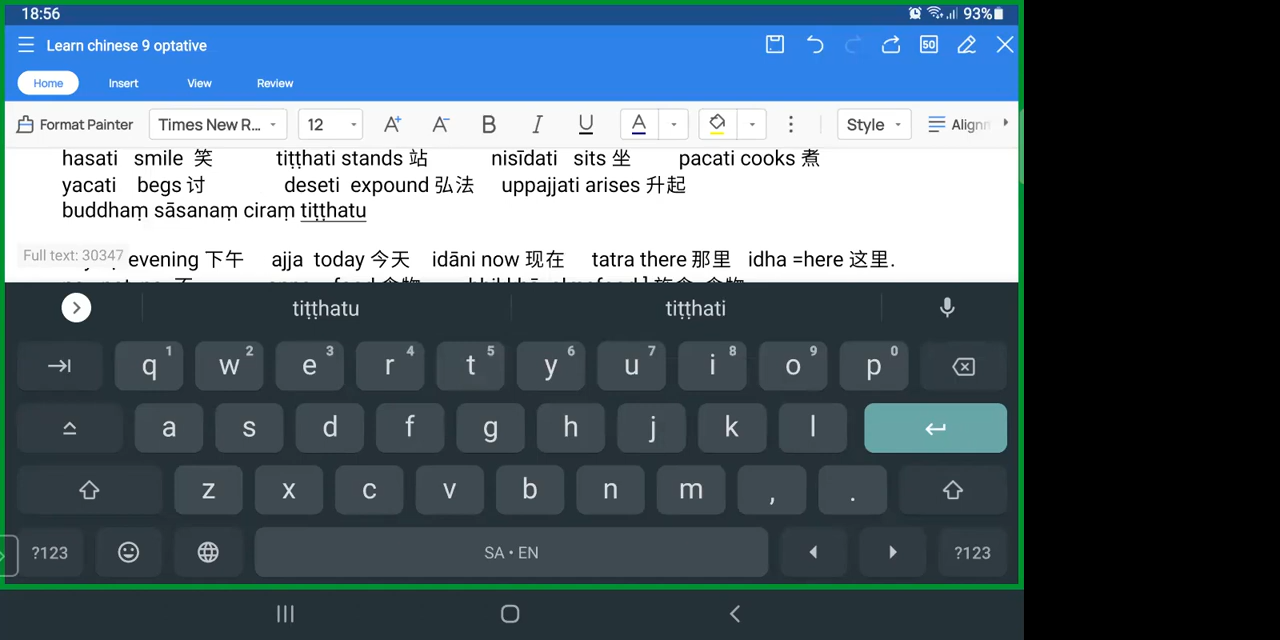 18:56
93%
Learn chinese 9 optative
50
Home Insert View Review
Format Painter Times New R... 12 A+ A- B I U A Style Alignm
hasati smile 笑 tiṭṭhati stands 站 nisīdati sits 坐 pacati cooks 煮
yacati begs 讨 deseti expound 弘法 uppajjati arises 升起
buddhaṃ sāsanaṃ ciraṃ tiṭṭhatu
Full text: 30347
evening 下午 ajja today 今天 idāni now 现在 tatra there 那里 idha =here 这里.
tiṭṭhatu tiṭṭhati
q 1 w 2 e 3 r 4 t 5 y 6 u 7 i 8 o 9 p 0
a s d f g h j k l
z x c v b n m , .
?123 SA • EN ?123